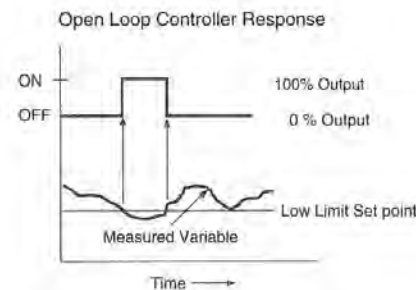 Open Loop Controller Response
ON
100% Output
OFF
0 % Output
Low Limit Set point
Measured Variable
Time